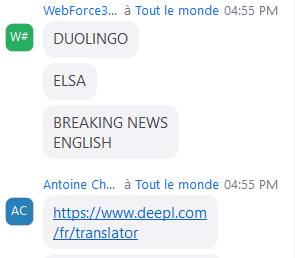 WebForce3... à Tout le monde 04:55 PM
W#
DUOLINGO
ELSA
BREAKING NEWS
ENGLISH
Antoine Ch... à Tout le monde 04:55 PM
AC
https://www.deepl.com
/fr/translator